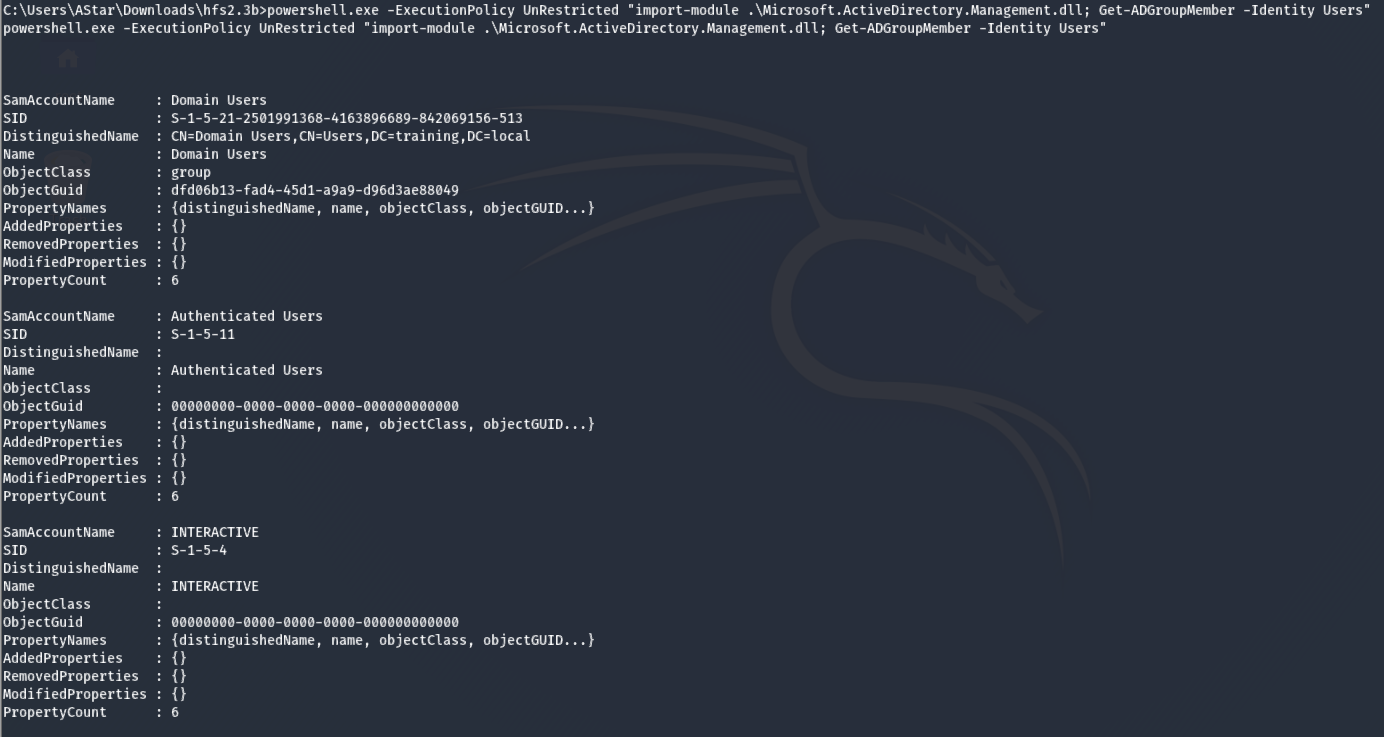 C:\Users\AStar\Downloads\hfs2.3b>powershell.exe -ExecutionPolicy UnRestricted "import-module .\Microsoft.ActiveDirectory.Management.dll; Get-ADGroupMember -Identity Users"
powershell.exe -ExecutionPolicy UnRestricted "import-module .\Microsoft.ActiveDirectory.Management.dll; Get-ADGroupMember -Identity Users"
SamAccountName     : Domain Users
SID                : S-1-5-21-2501991368-4163896689-842069156-513
DistinguishedName  : CN=Domain Users,CN=Users,DC=training,DC=local
Name               : Domain Users
ObjectClass        : group
ObjectGuid         : dfd06b13-fad4-45d1-a9a9-d96d3ae88049
PropertyNames      : {distinguishedName, name, objectClass, objectGUID...}
AddedProperties    : {}
RemovedProperties  : {}
ModifiedProperties : {}
PropertyCount      : 6
SamAccountName     : Authenticated Users
SID                : S-1-5-11
DistinguishedName  :
Name               : Authenticated Users
ObjectClass        :
ObjectGuid         : 00000000-0000-0000-0000-000000000000
PropertyNames      : {distinguishedName, name, objectClass, objectGUID...}
AddedProperties    : {}
RemovedProperties  : {}
ModifiedProperties : {}
PropertyCount      : 6
SamAccountName     : INTERACTIVE
SID                : S-1-5-4
DistinguishedName  :
Name               : INTERACTIVE
ObjectClass        :
ObjectGuid         : 00000000-0000-0000-0000-000000000000
PropertyNames      : {distinguishedName, name, objectClass, objectGUID...}
AddedProperties    : {}
RemovedProperties  : {}
ModifiedProperties : {}
PropertyCount      : 6